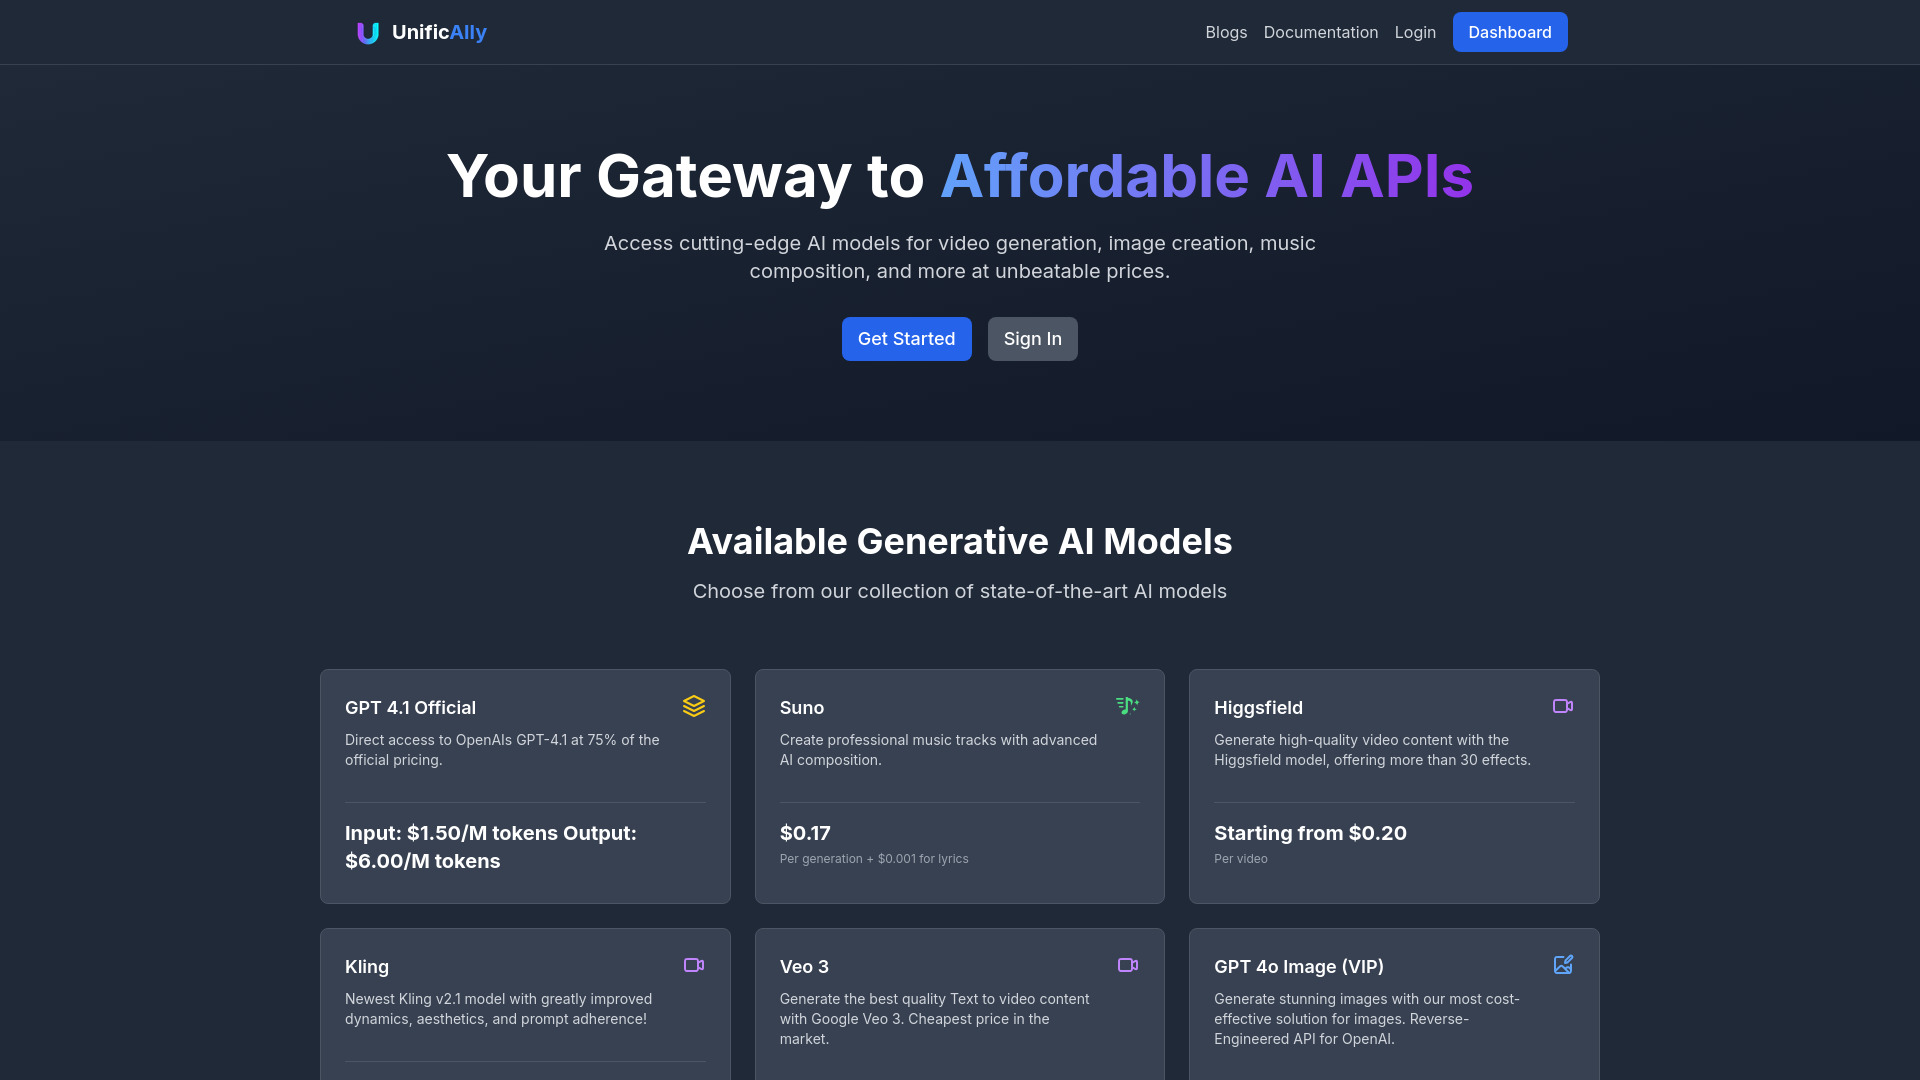 UnificAlly
Blogs
Documentation
Login
Dashboard
Your Gateway to Affordable AI APIs
Access cutting-edge AI models for video generation, image creation, music
composition, and more at unbeatable prices.
Get Started
Sign In
Available Generative AI Models
Choose from our collection of state-of-the-art AI models
GPT 4.1 Official
Direct access to OpenAIs GPT-4.1 at 75% of the
official pricing.
Input: $1.50/M tokens Output:
$6.00/M tokens
Suno
Create professional music tracks with advanced
AI composition.
$0.17
Per generation + $0.001 for lyrics
Higgsfield
Generate high-quality video content with the
Higgsfield model, offering more than 30 effects.
Starting from $0.20
Per video
Kling
Newest Kling v2.1 model with greatly improved
dynamics, aesthetics, and prompt adherence!
Veo 3
Generate the best quality Text to video content
with Google Veo 3. Cheapest price in the
market.
GPT 4o Image (VIP)
Generate stunning images with our most cost-
effective solution for images. Reverse-
Engineered API for OpenAI.